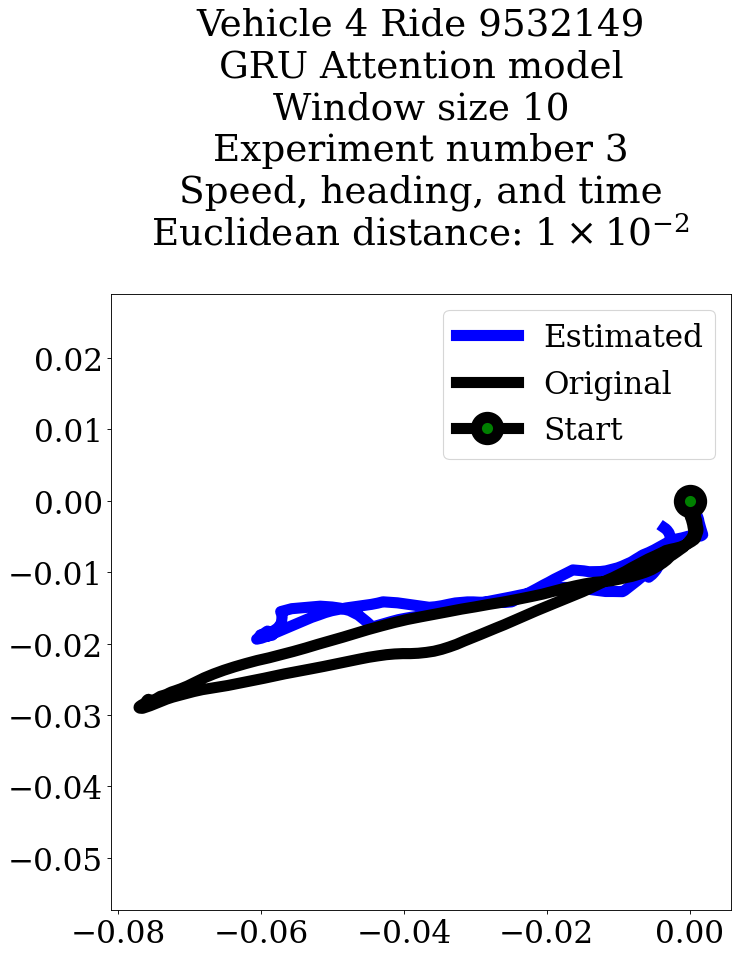 Vehicle 4 Ride 9532149
GRU Attention model
Window size 10
Experiment number 3
Speed, heading, and time
Euclidean distance: 1 × 10⁻²
Estimated
Original
Start
0.02
0.01
0.00
−0.01
−0.02
−0.03
−0.04
−0.05
−0.08 −0.06 −0.04 −0.02 0.00